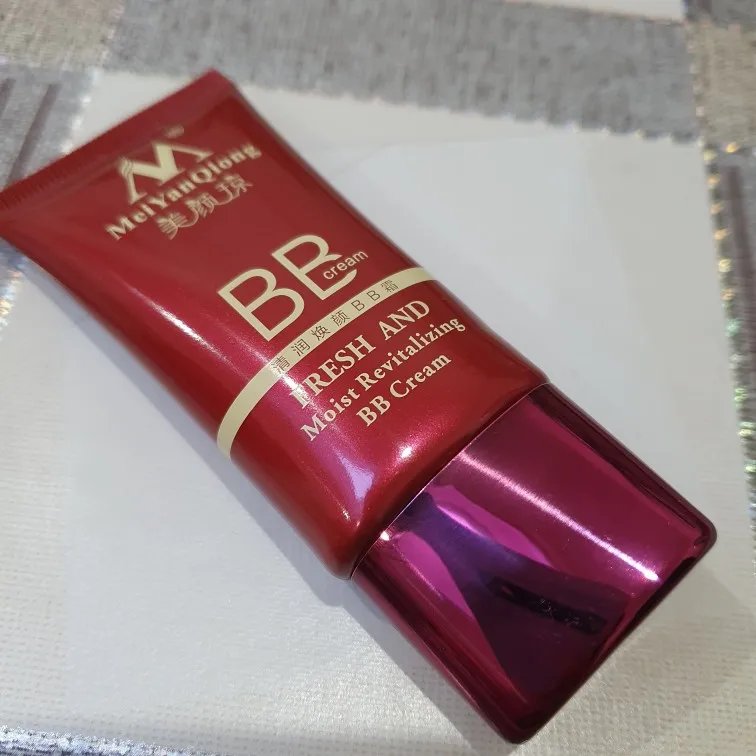 MeiYanQiong
美颜琼
BB
cream
清润焕颜BB霜
FRESH AND
Moist Revitalizing
BB Cream